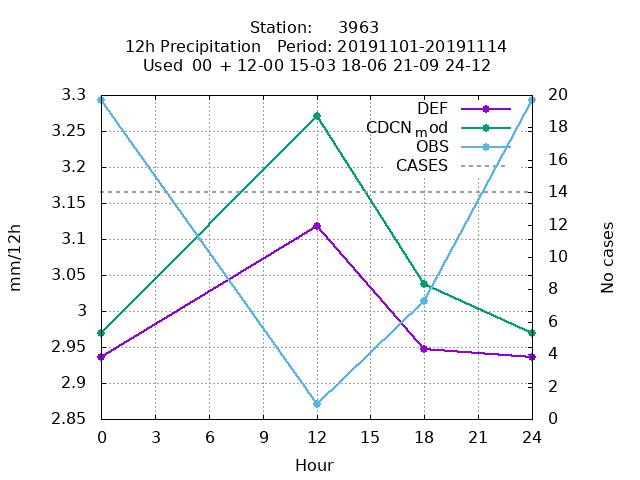 Station: 3963
12h Precipitation Period: 20191101-20191114
Used 00 + 12-00 15-03 18-06 21-09 24-12
DEF
CDCN_mod
OBS
CASES
3.3
3.25
3.2
3.15
3.1
3.05
3
2.95
2.9
2.85
20
18
16
14
12
10
8
6
4
2
0
mm/12h
No cases
0 3 6 9 12 15 18 21 24
Hour